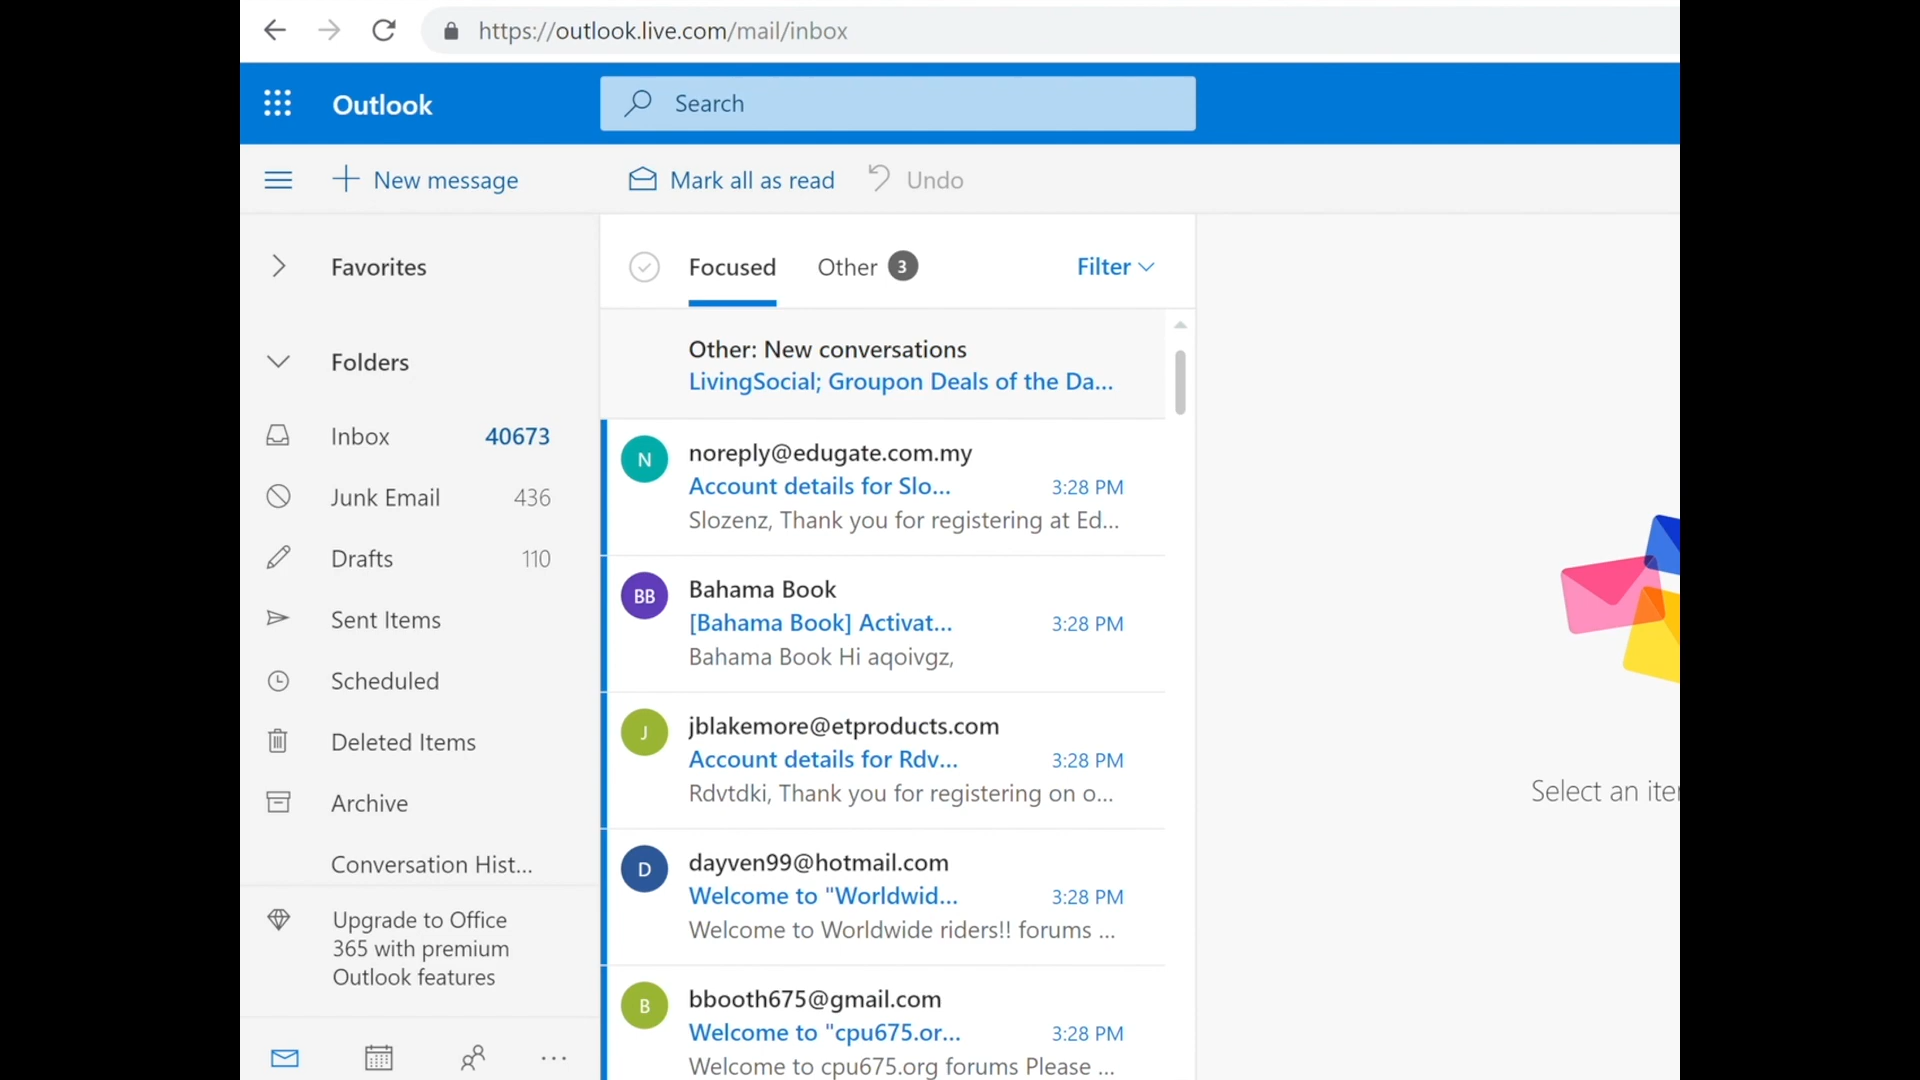 https://outlook.live.com/mail/inbox
Outlook
Search
New message
Mark all as read
Undo
Favorites
Folders
Inbox 40673
Junk Email 436
Drafts 110
Sent Items
Scheduled
Deleted Items
Archive
Conversation Hist...
Upgrade to Office
365 with premium
Outlook features
Focused
Other 3
Filter
Other: New conversations
LivingSocial; Groupon Deals of the Da...
N
noreply@edugate.com.my
Account details for Slo... 3:28 PM
Slozenz, Thank you for registering at Ed...
BB
Bahama Book
[Bahama Book] Activat... 3:28 PM
Bahama Book Hi aqoivgz,
J
jblakemore@etproducts.com
Account details for Rdv... 3:28 PM
Rdvtdki, Thank you for registering on o...
D
dayven99@hotmail.com
Welcome to "Worldwid... 3:28 PM
Welcome to Worldwide riders!! forums ...
B
bbooth675@gmail.com
Welcome to "cpu675.or... 3:28 PM
Welcome to cpu675.org forums Please ...
Select an iter